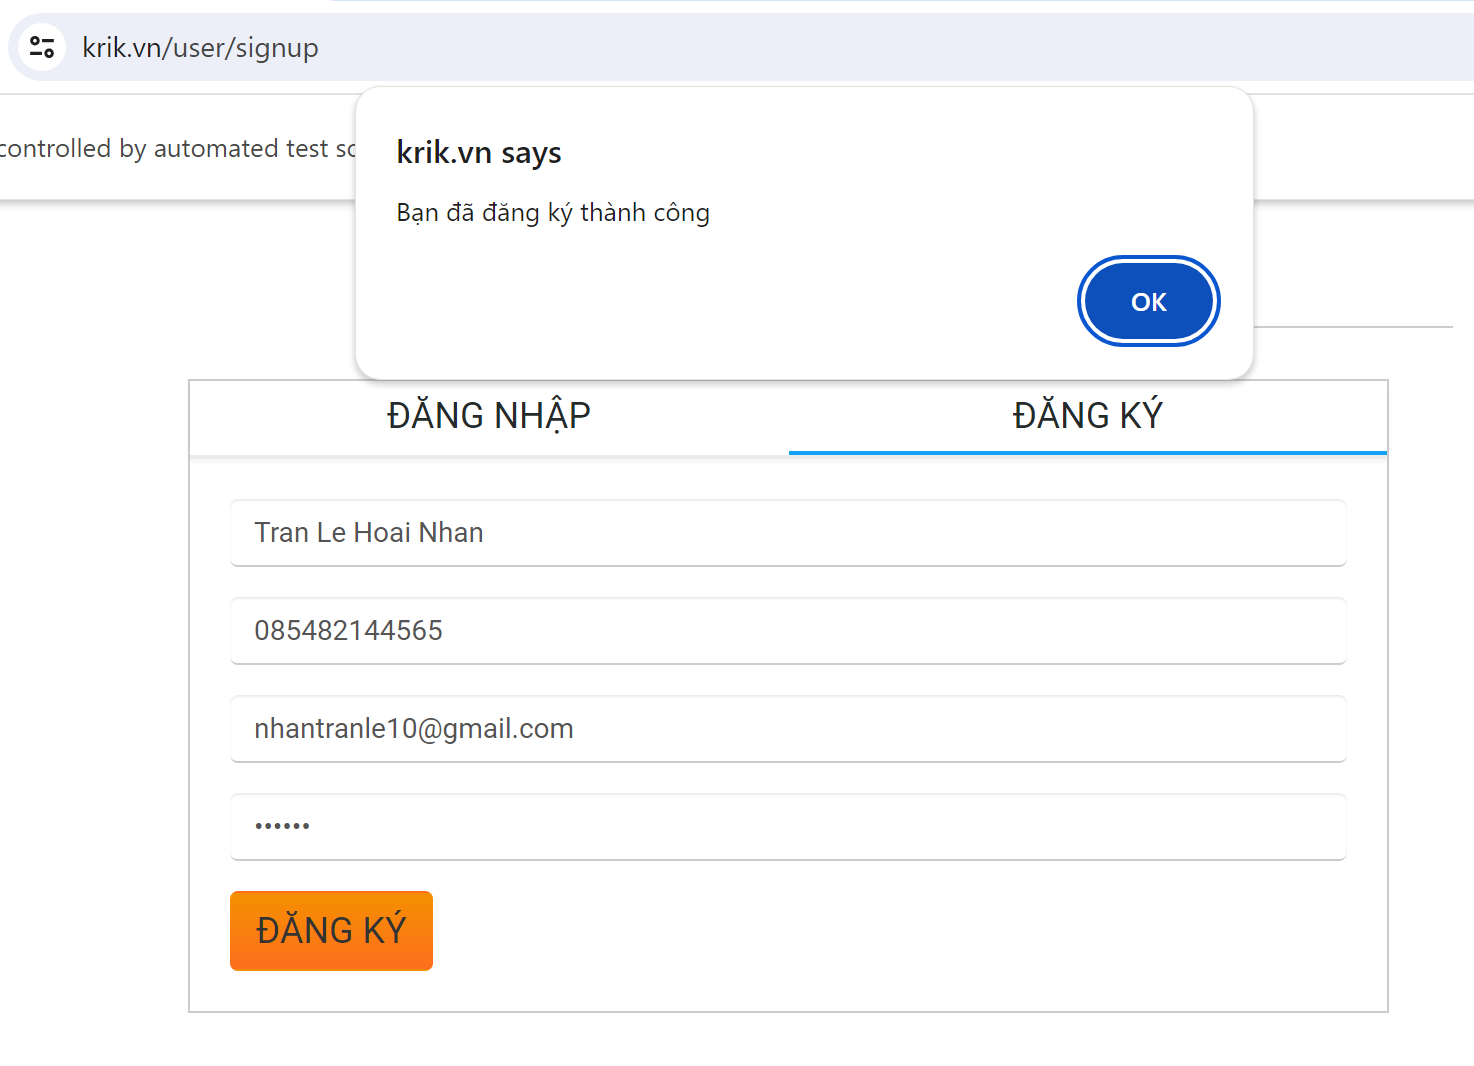 krik.vn/user/signup
controlled by automated test
krik.vn says
Bạn đã đăng ký thành công
OK
ĐĂNG NHẬP
ĐĂNG KÝ
Tran Le Hoai Nhan
085482144565
nhantranle10@gmail.com
••••••
ĐĂNG KÝ